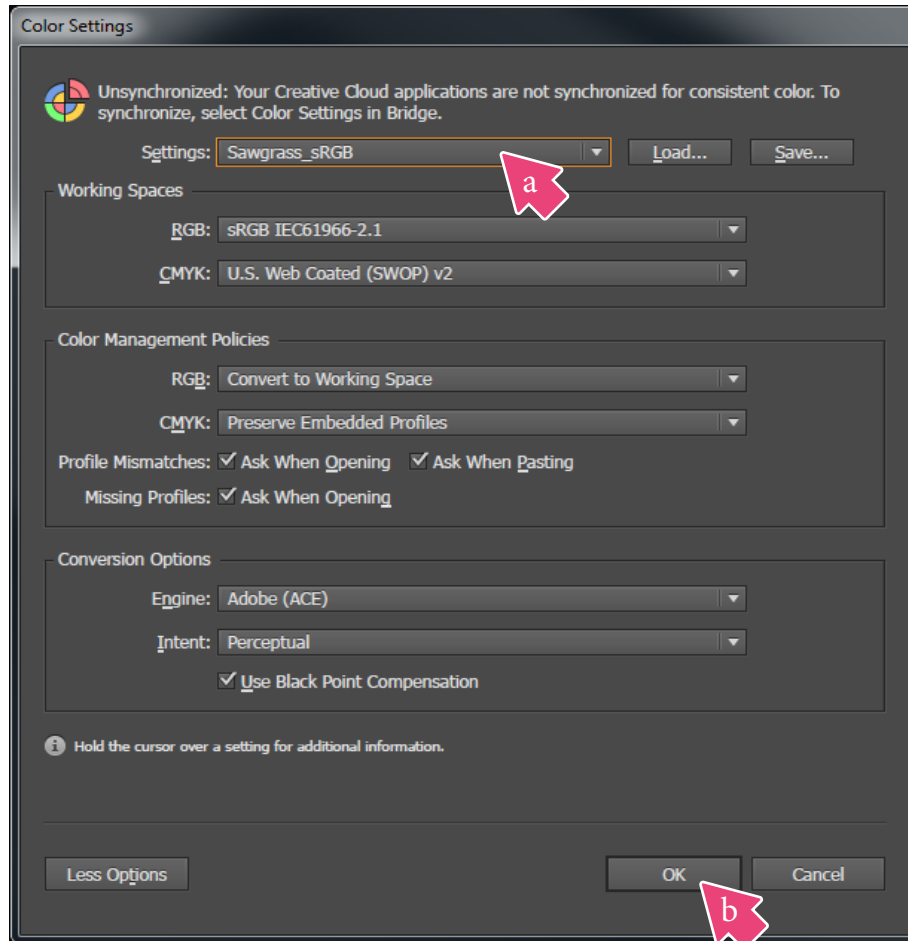 Color Settings
Unsynchronized: Your Creative Cloud applications are not synchronized for consistent color. To
synchronize, select Color Settings in Bridge.
Settings: Sawgrass_sRGB Load... Save...
a
Working Spaces
RGB: sRGB IEC61966-2.1
CMYK: U.S. Web Coated (SWOP) v2
Color Management Policies
RGB: Convert to Working Space
CMYK: Preserve Embedded Profiles
Profile Mismatches: Ask When Opening Ask When Pasting
Missing Profiles: Ask When Opening
Conversion Options
Engine: Adobe (ACE)
Intent: Perceptual
Use Black Point Compensation
Hold the cursor over a setting for additional information.
Less Options OK Cancel
b